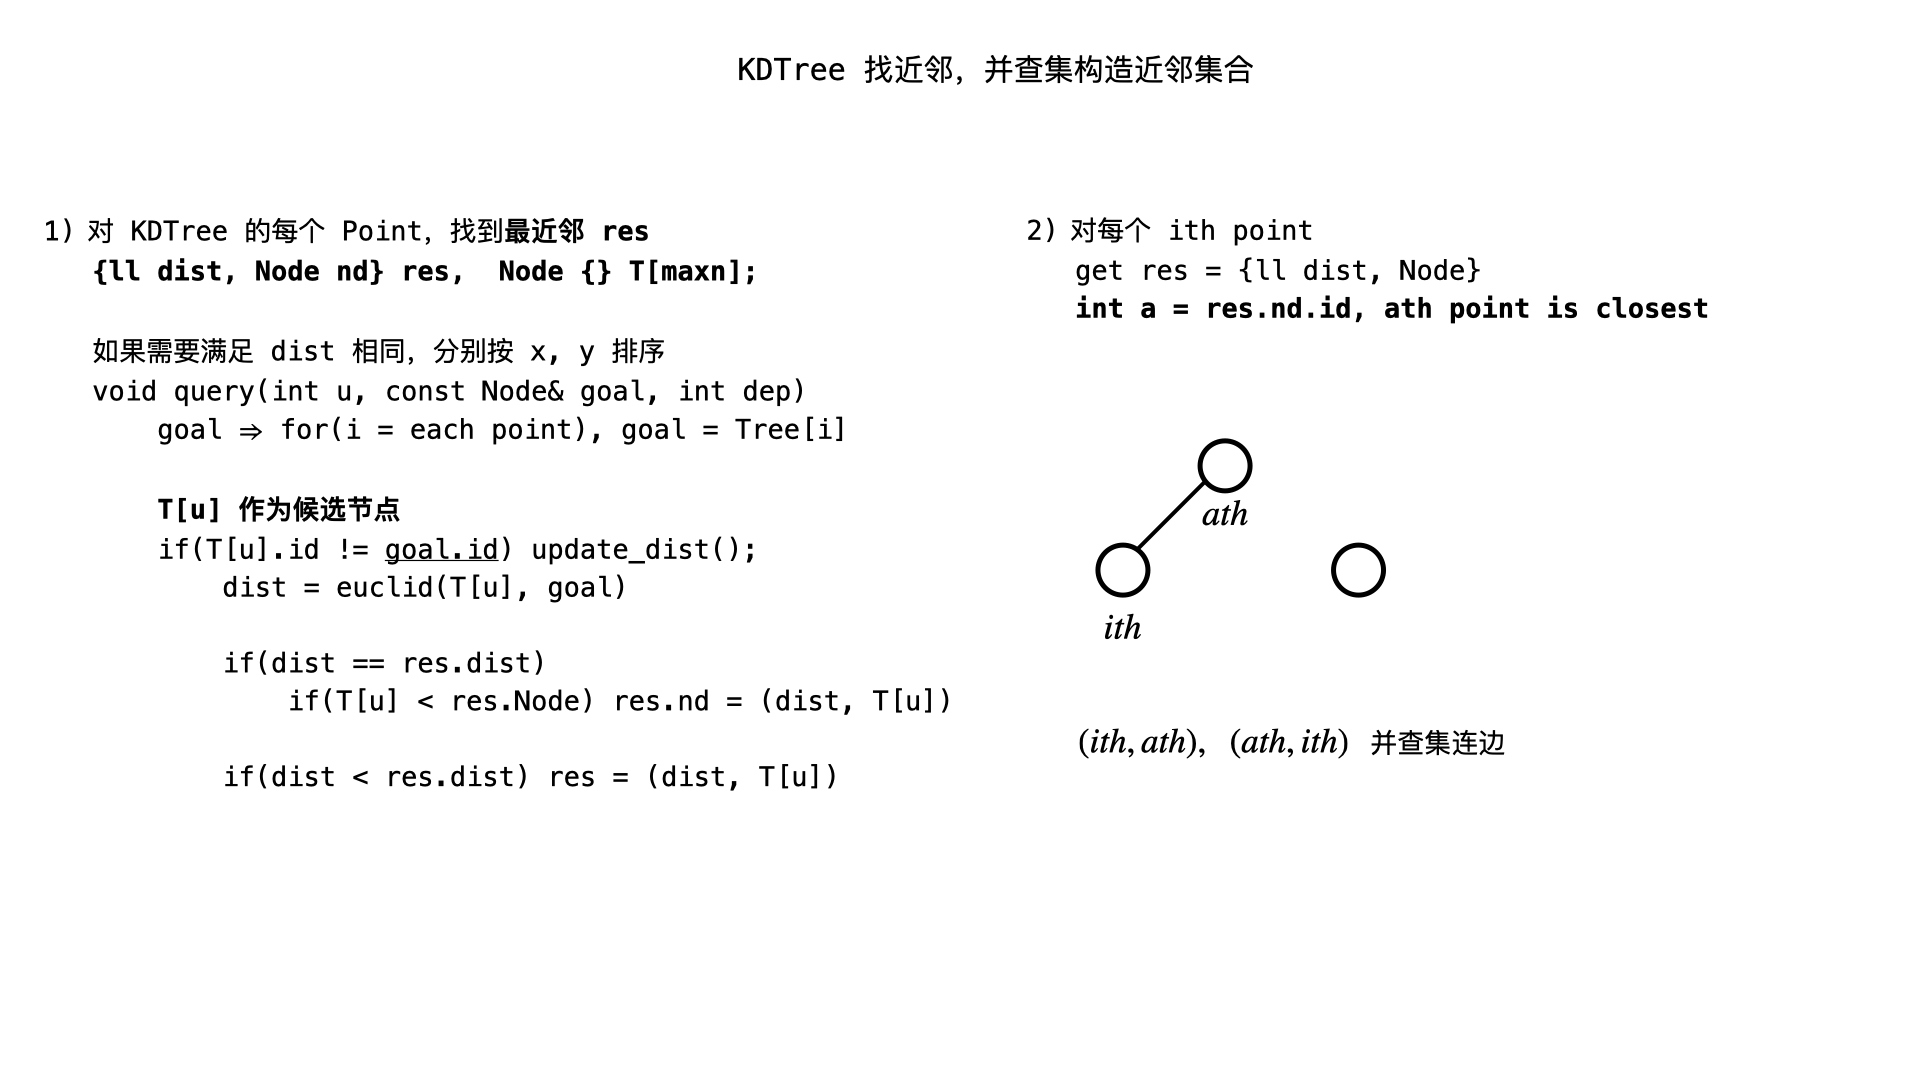 KDTree 找近邻，并查集构造近邻集合
1) 对 KDTree 的每个 Point，找到最近邻 res
{ll dist, Node nd} res,  Node {} T[maxn];
如果需要满足 dist 相同，分别按 x, y 排序
void query(int u, const Node& goal, int dep)
goal ⇒ for(i = each point), goal = Tree[i]
T[u] 作为候选节点
if(T[u].id != goal.id) update_dist();
dist = euclid(T[u], goal)
if(dist == res.dist)
if(T[u] < res.Node) res.nd = (dist, T[u])
if(dist < res.dist) res = (dist, T[u])
2) 对每个 ith point
get res = {ll dist, Node}
int a = res.nd.id, ath point is closest
ath
ith
(ith, ath),  (ath, ith) 并查集连边